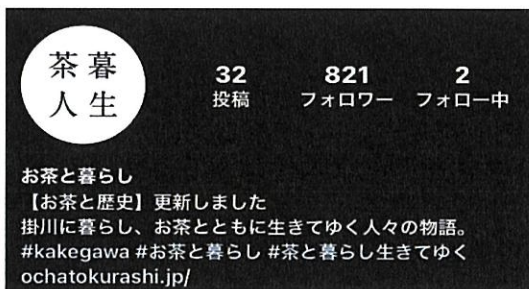 茶暮
人生
32
投稿
821
フォロワー
2
フォロー中
お茶と暮らし
【お茶と歴史】更新しました
掛川に暮らし、お茶とともに生きてゆく人々の物語。
#kakegawa #お茶と暮らし #茶と暮らし生きてゆく
ochatokurashi.jp/